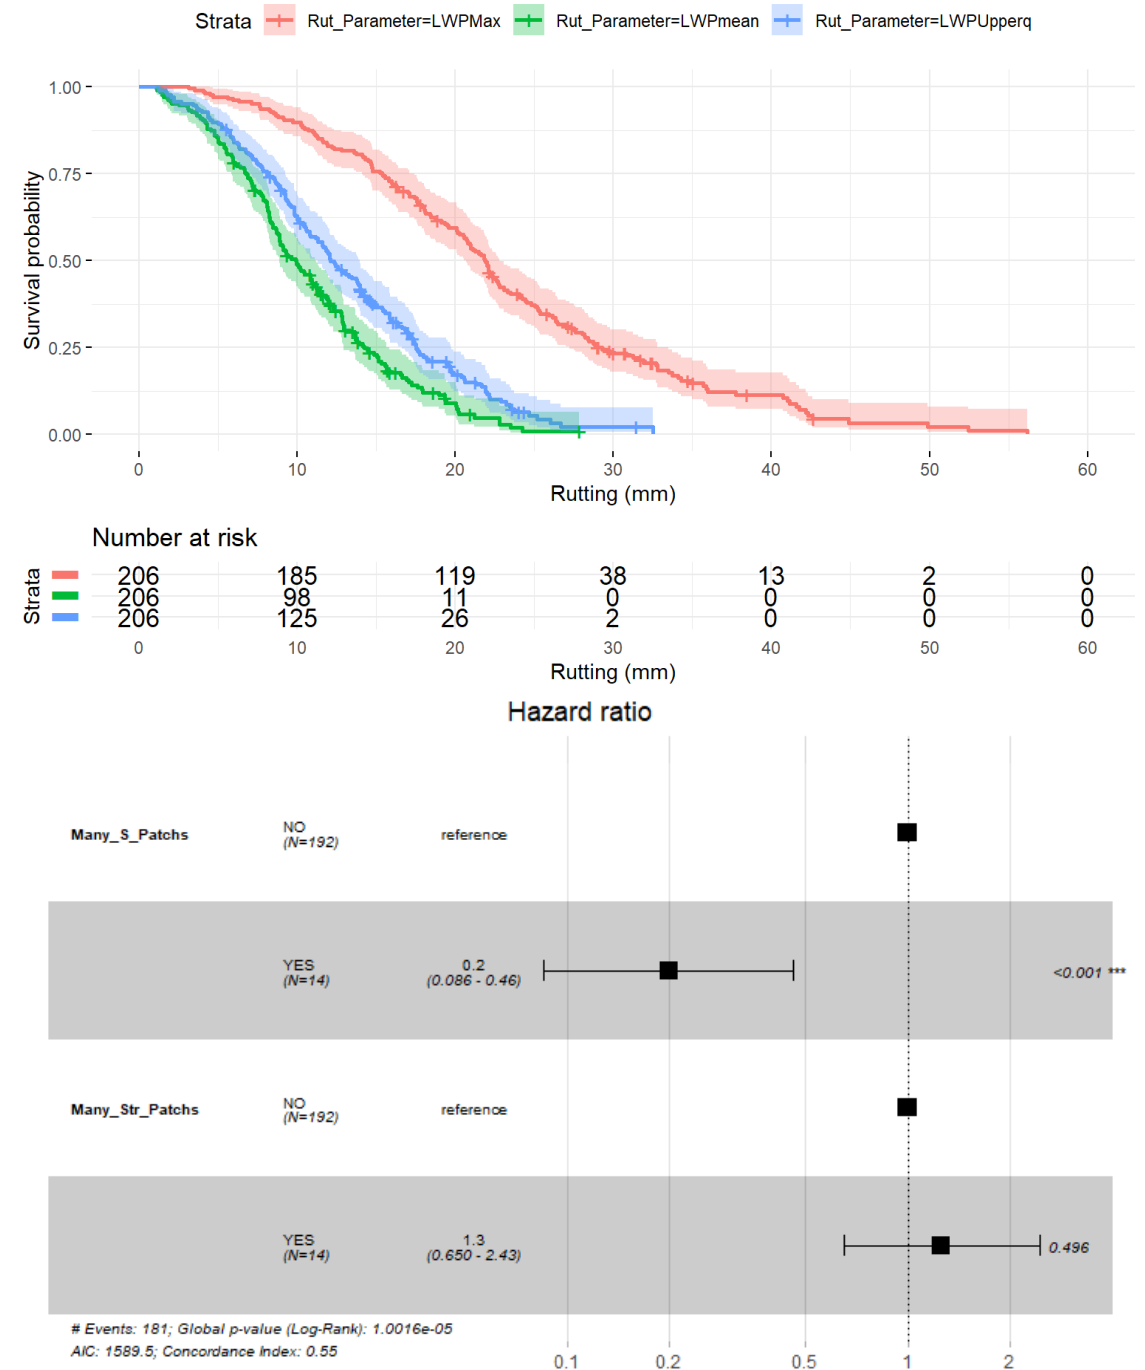 Strata Rut_Parameter=LWPMax Rut_Parameter=LWPmean Rut_Parameter=LWPUpperq
1.00
0.75
0.50
0.25
0.00
Survival probability
0 10 20 30 40 50 60
Rutting (mm)
Number at risk
Strata
206 185 119 38 13 2 0
206 98 11 0 0 0 0
206 125 26 2 0 0 0
0 10 20 30 40 50 60
Rutting (mm)
Hazard ratio
Many_S_Patchs NO (N=192) reference
YES (N=14) 0.2 (0.086 - 0.46) <0.001 ***
Many_Str_Patchs NO (N=192) reference
YES (N=14) 1.3 (0.650 - 2.43) 0.496
# Events: 181; Global p-value (Log-Rank): 1.0016e-05
AIC: 1589.5; Concordance Index: 0.55
0.1 0.2 0.5 1 2